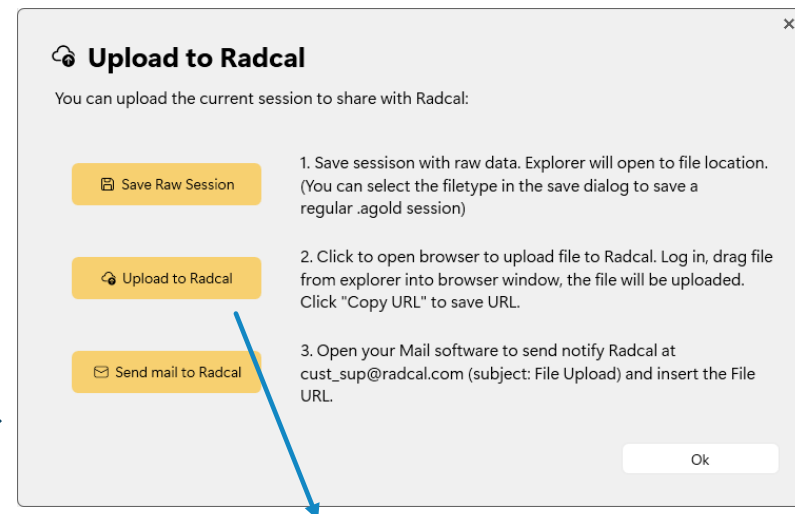 Upload to Radcal
You can upload the current session to share with Radcal:
Save Raw Session
1. Save sessison with raw data. Explorer will open to file location.
(You can select the filetype in the save dialog to save a
regular .agold session)
Upload to Radcal
2. Click to open browser to upload file to Radcal. Log in, drag file
from explorer into browser window, the file will be uploaded.
Click "Copy URL" to save URL.
Send mail to Radcal
3. Open your Mail software to send notify Radcal at
cust_sup@radcal.com (subject: File Upload) and insert the File
URL.
Ok